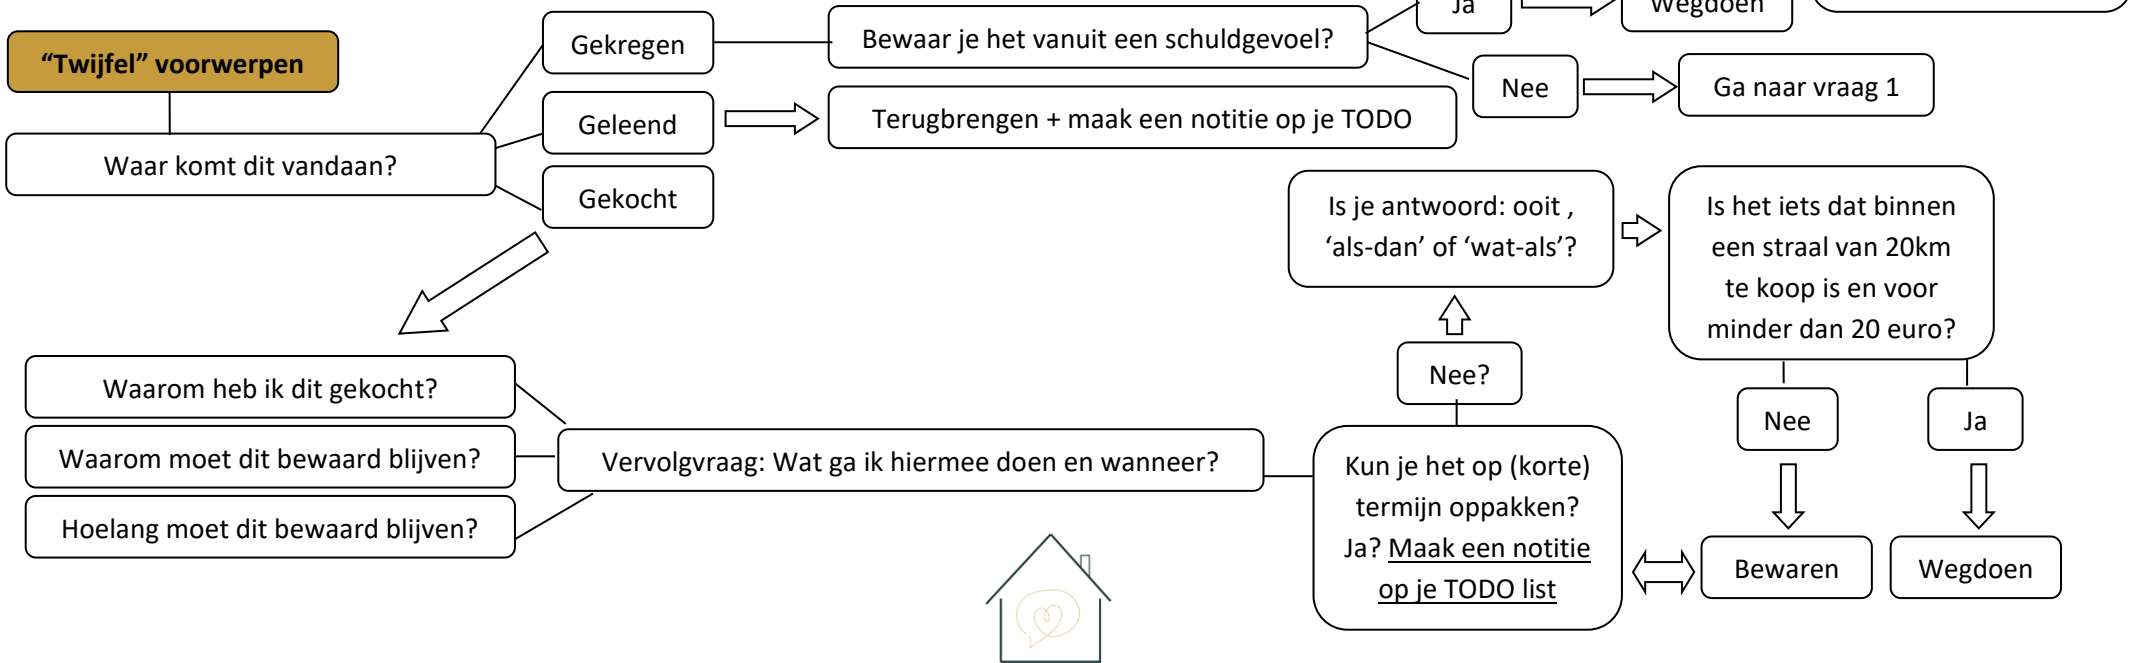 “Twijfel” voorwerpen
Waar komt dit vandaan?
Gekregen
Geleend
Gekocht
Bewaar je het vanuit een schuldgevoel?
Ja
Wegdoen
Nee
Ga naar vraag 1
Terugbrengen + maak een notitie op je TODO
Waarom heb ik dit gekocht?
Waarom moet dit bewaard blijven?
Hoelang moet dit bewaard blijven?
Vervolgvraag: Wat ga ik hiermee doen en wanneer?
Kun je het op (korte)
termijn oppakken?
Ja? Maak een notitie
op je TODO list
Nee?
Is je antwoord: ooit ,
‘als-dan’ of ‘wat-als’?
Is het iets dat binnen
een straal van 20km
te koop is en voor
minder dan 20 euro?
Nee
Ja
Bewaren
Wegdoen